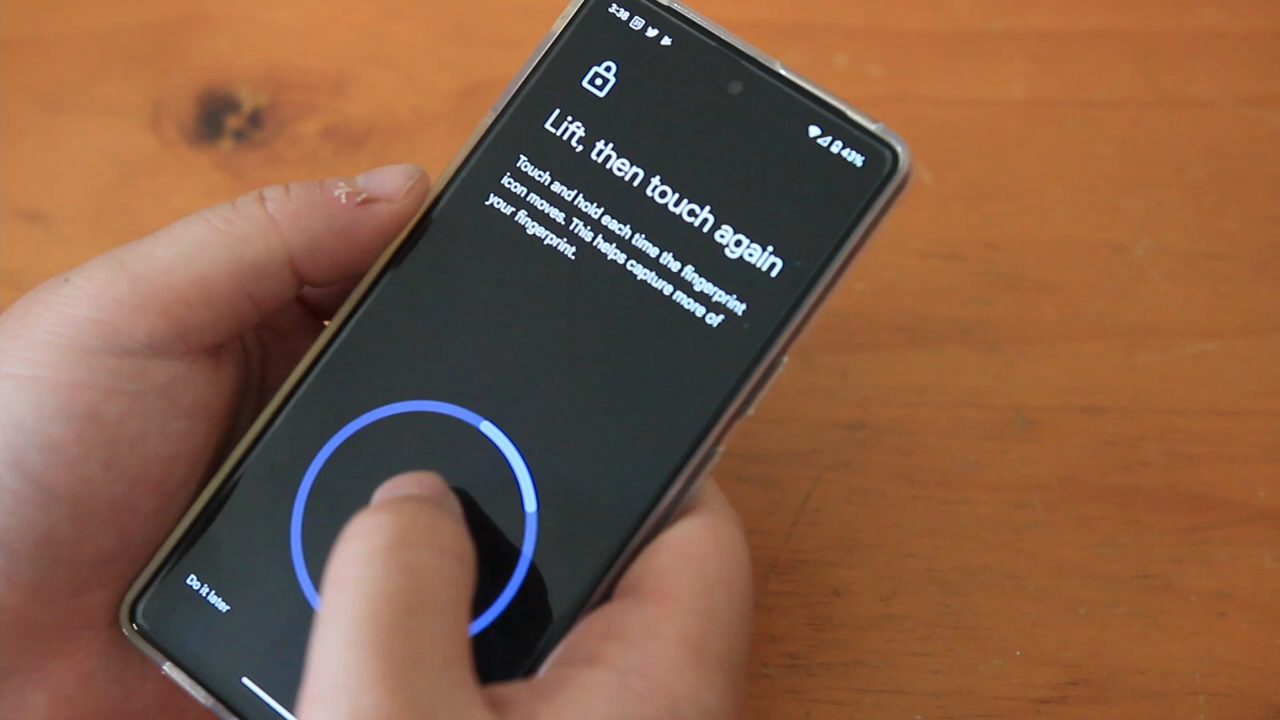 3:38
43%
Lift, then touch again
Touch and hold each time the fingerprint
icon moves. This helps capture more of
your fingerprint.
Do it later